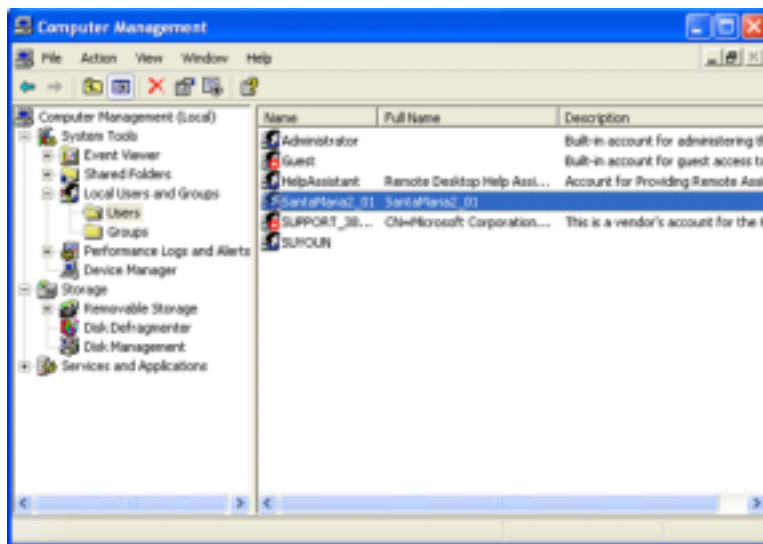 Computer Management
File Action View Window Help
Computer Management (Local)
System Tools
Event Viewer
Shared Folders
Local Users and Groups
Users
Groups
Performance Logs and Alerts
Device Manager
Storage
Removable Storage
Disk Defragmenter
Disk Management
Services and Applications
Name Full Name Description
Administrator Built-in account for administering th
Guest Built-in account for guest access to
HelpAssistant Remote Desktop Help Assi... Account for Providing Remote Assi
SantaMaria2_01 SantaMaria2_01
SUPPORT_38... CN=Microsoft Corporation... This is a vendor's account for the
SUYOUN